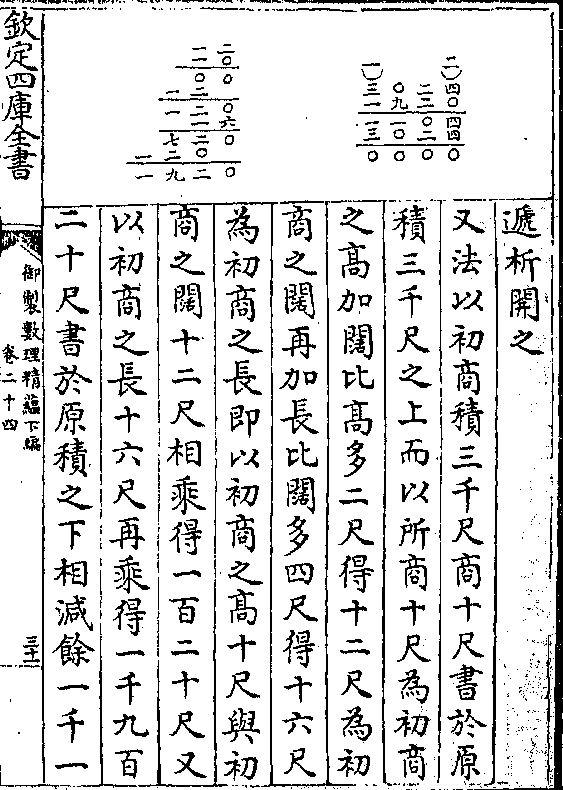 欽定四庫全書
御製數理精蘊下編
卷二十四
三十一
遞析開之
又法以初商積三千尺商十尺書於原
積三千尺之上而以所商十尺為初商
之高加闊比高多二尺得十二尺為初
商之闊再加長比闊多四尺得十六尺
為初商之長即以初商之高十尺與初
商之闊十二尺相乘得一百二十尺又
以初商之長十六尺再乘得一千九百
二十尺書於原積之下相減餘一千一